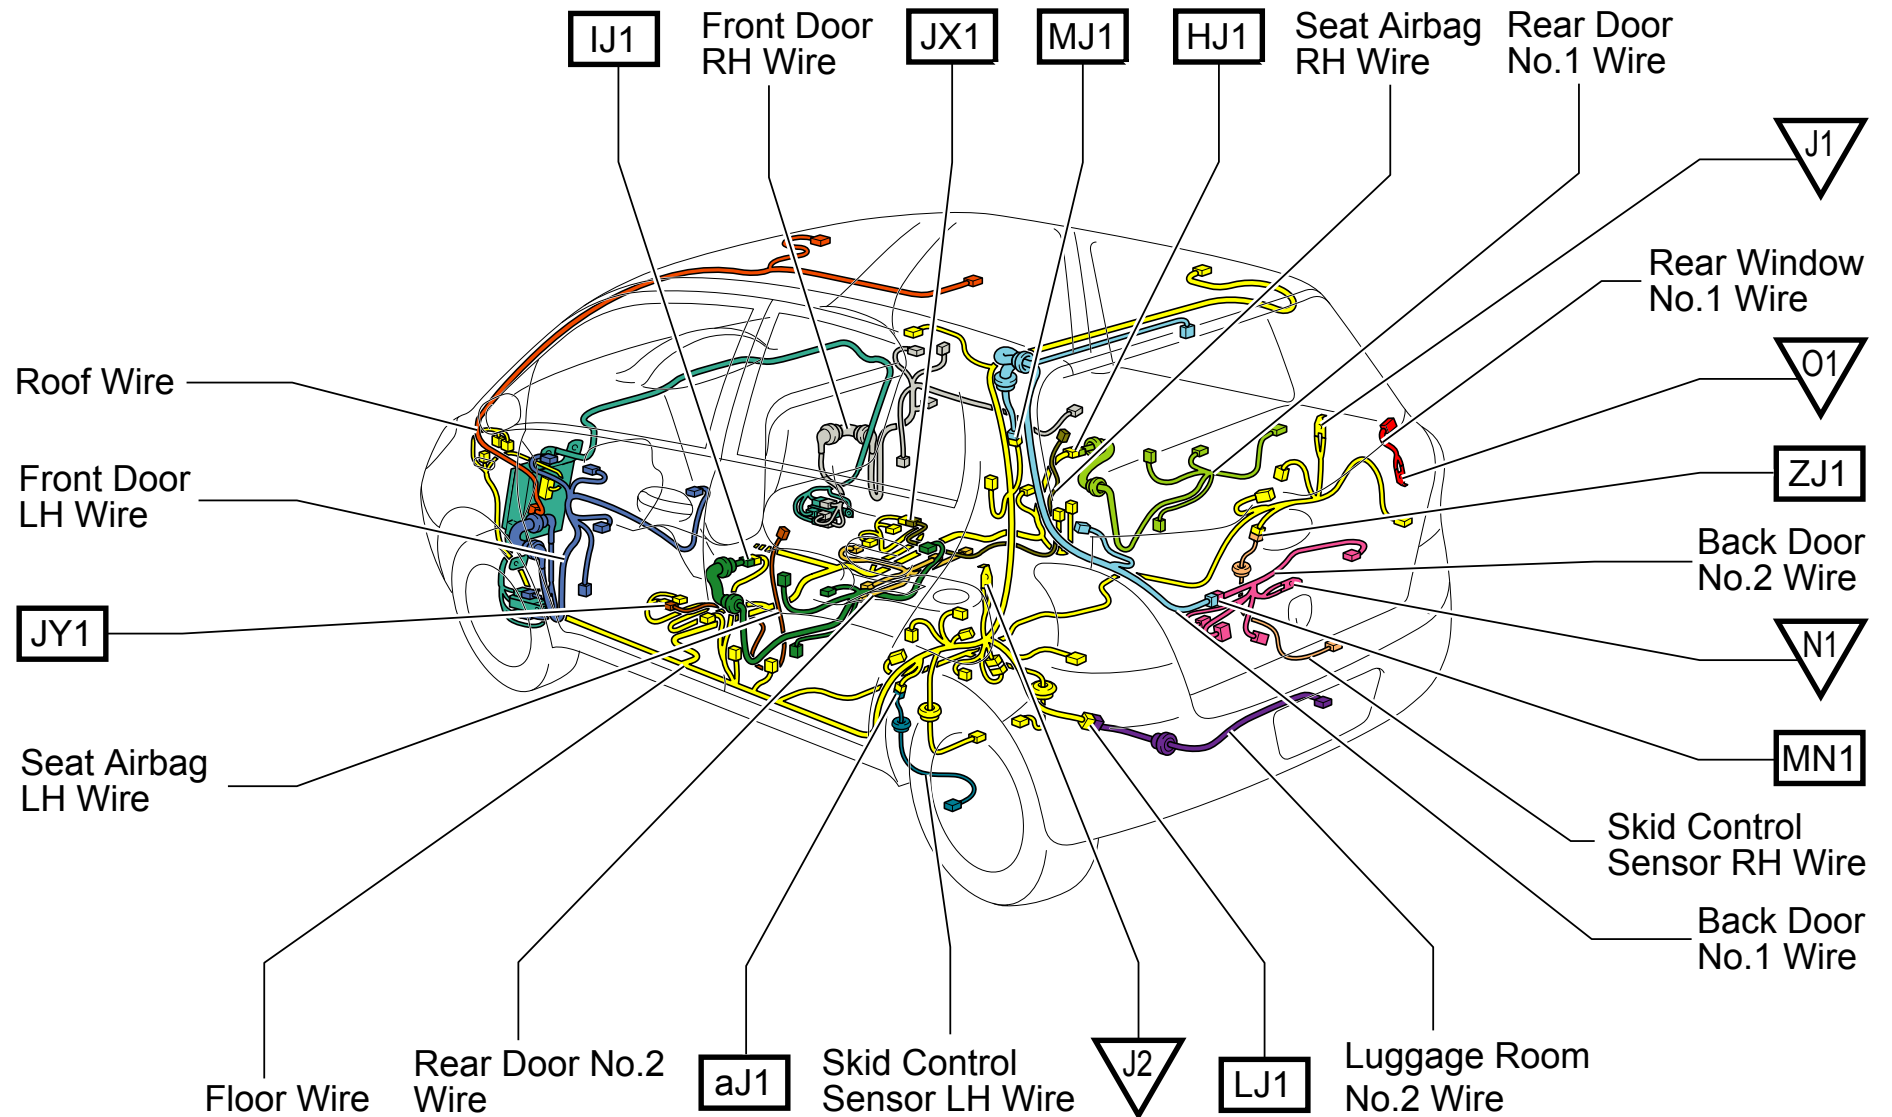 IJ1
Front Door
RH Wire
JX1
MJ1
HJ1
Seat Airbag
RH Wire
Rear Door
No.1 Wire
J1
Rear Window
No.1 Wire
O1
ZJ1
Back Door
No.2 Wire
N1
MN1
Skid Control
Sensor RH Wire
Back Door
No.1 Wire
Roof Wire
Front Door
LH Wire
JY1
Seat Airbag
LH Wire
Floor Wire
Rear Door No.2
Wire
aJ1
Skid Control
Sensor LH Wire
J2
LJ1
Luggage Room
No.2 Wire